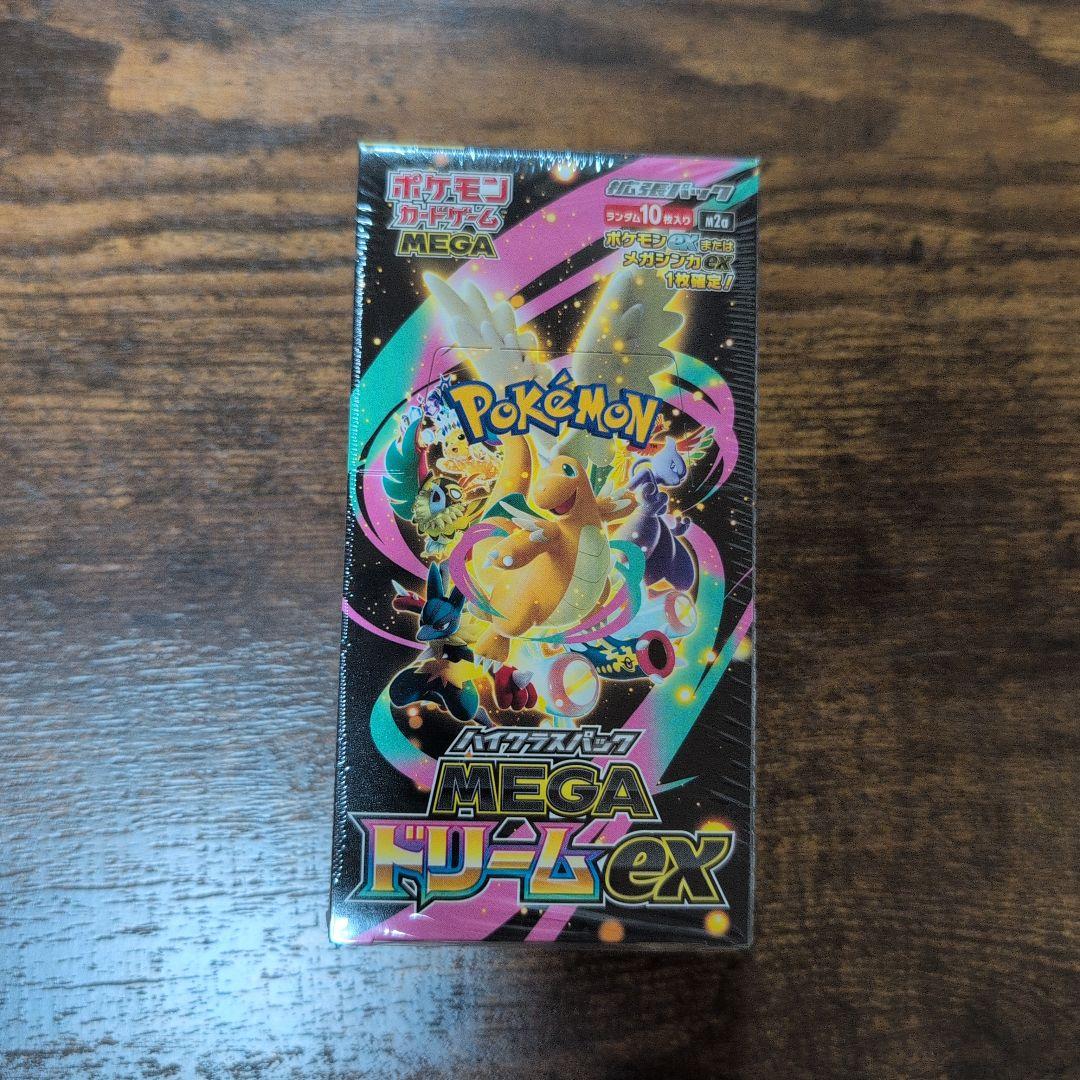 ポケモン
カードゲーム
MEGA
拡張パック
ランダム10枚入り M2a
ポケモンexまたは
メガシンカex
1枚確定!
POKéMON
ハイクラスパック
MEGA
ドリームex